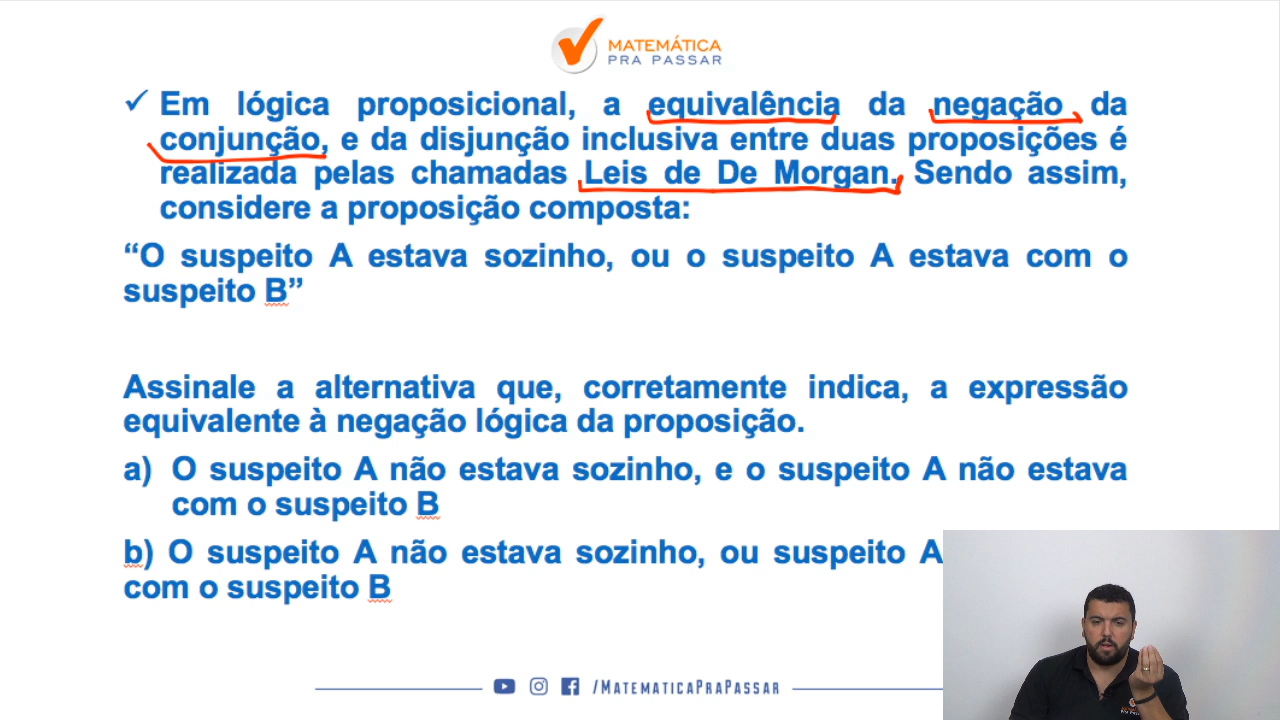 MATEMÁTICA
PRA PASSAR
✓ Em lógica proposicional, a equivalência da negação da
conjunção, e da disjunção inclusiva entre duas proposições é
realizada pelas chamadas Leis de De Morgan. Sendo assim,
considere a proposição composta:
“O suspeito A estava sozinho, ou o suspeito A estava com o
suspeito B”
Assinale a alternativa que, corretamente indica, a expressão
equivalente à negação lógica da proposição.
a) O suspeito A não estava sozinho, e o suspeito A não estava
com o suspeito B
b) O suspeito A não estava sozinho, ou suspeito A
com o suspeito B
/MATEMATICAPRAPASSAR